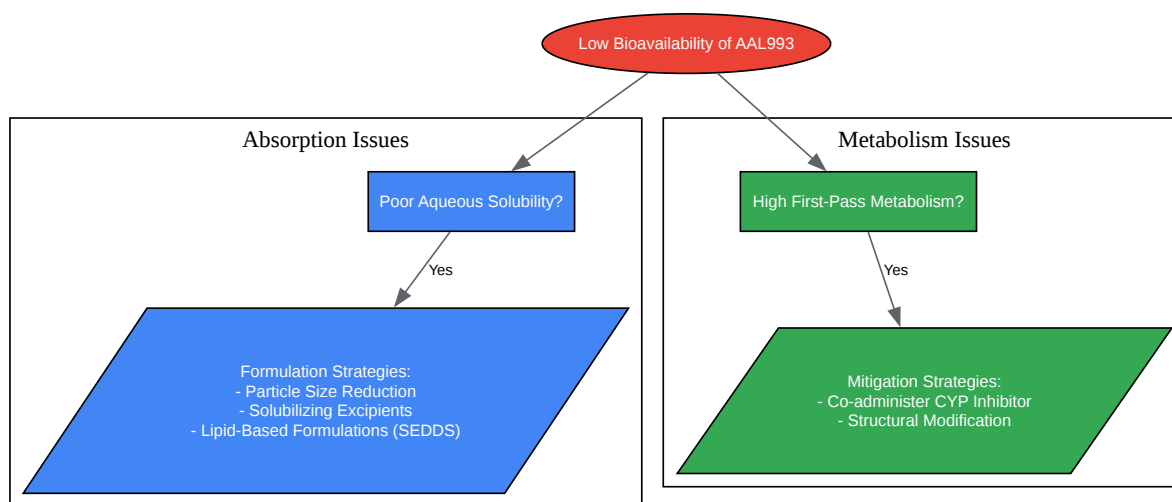 Low Bioavailability of AAL993
Absorption Issues
Metabolism Issues
Poor Aqueous Solubility?
High First-Pass Metabolism?
Yes
Yes
Formulation Strategies:
- Particle Size Reduction
- Solubilizing Excipients
- Lipid-Based Formulations (SEDDS)
Mitigation Strategies:
- Co-administer CYP Inhibitor
- Structural Modification